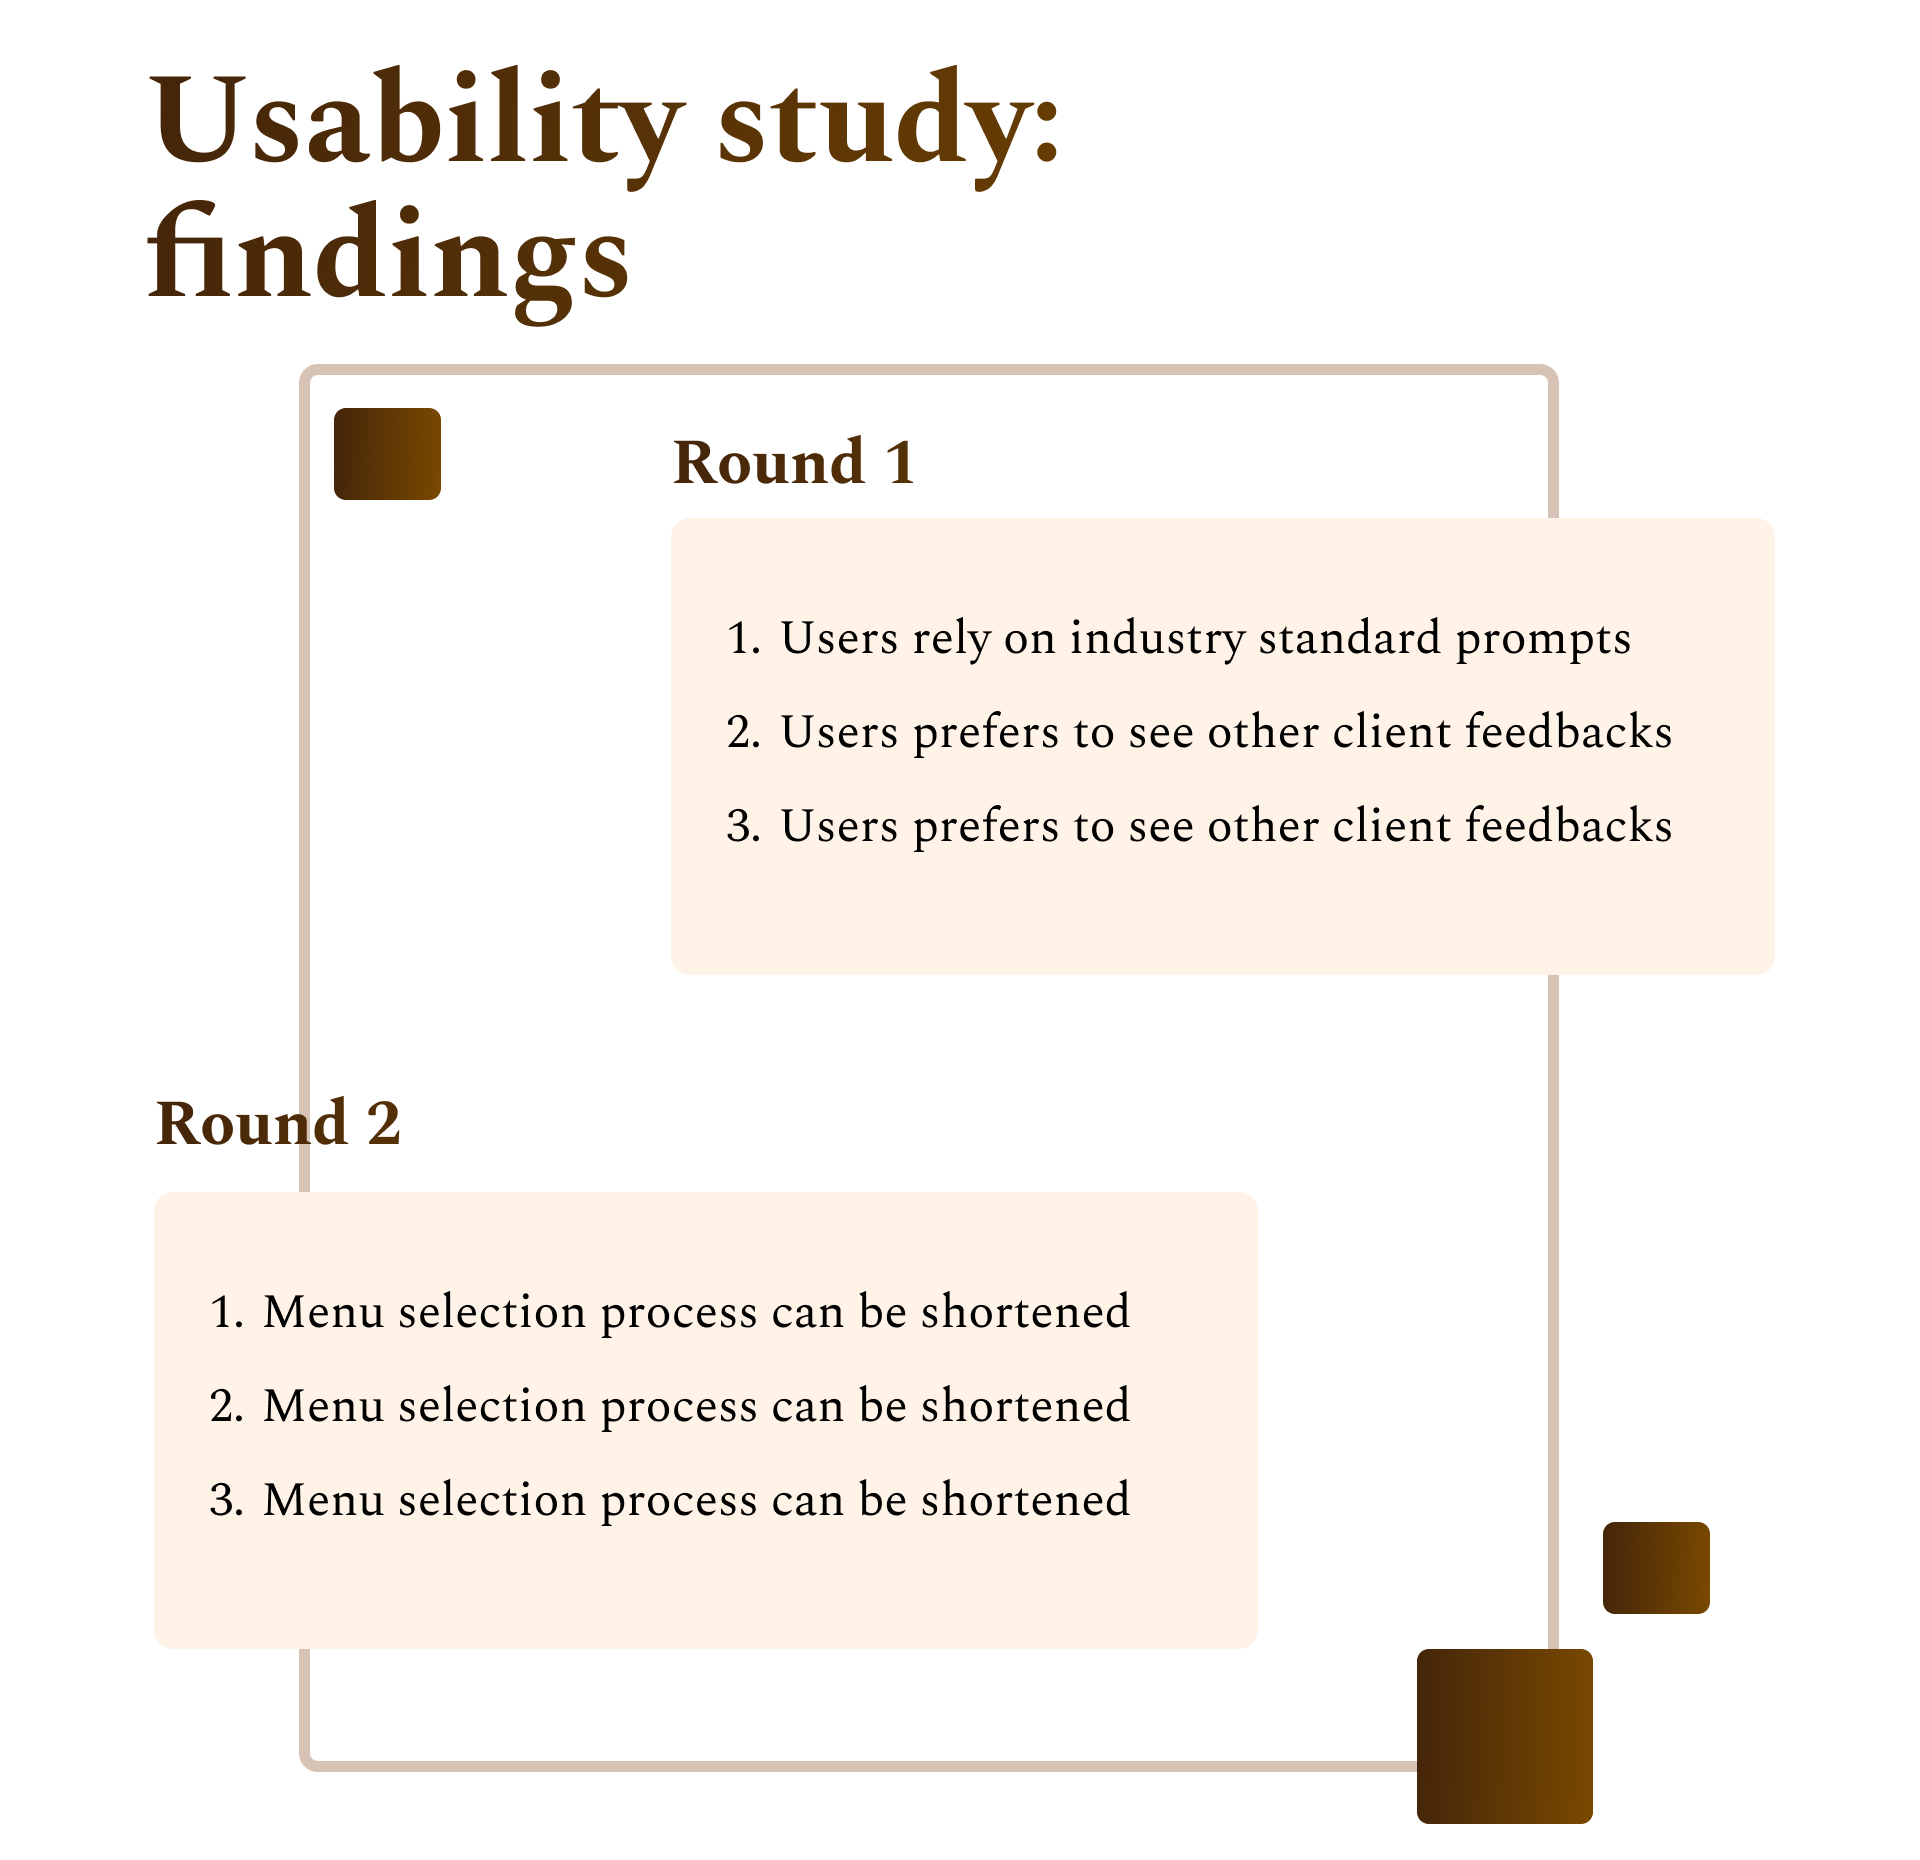 Usability study:
findings
Round 1
1. Users rely on industry standard prompts
2. Users prefers to see other client feedbacks
3. Users prefers to see other client feedbacks
Round 2
1. Menu selection process can be shortened
2. Menu selection process can be shortened
3. Menu selection process can be shortened